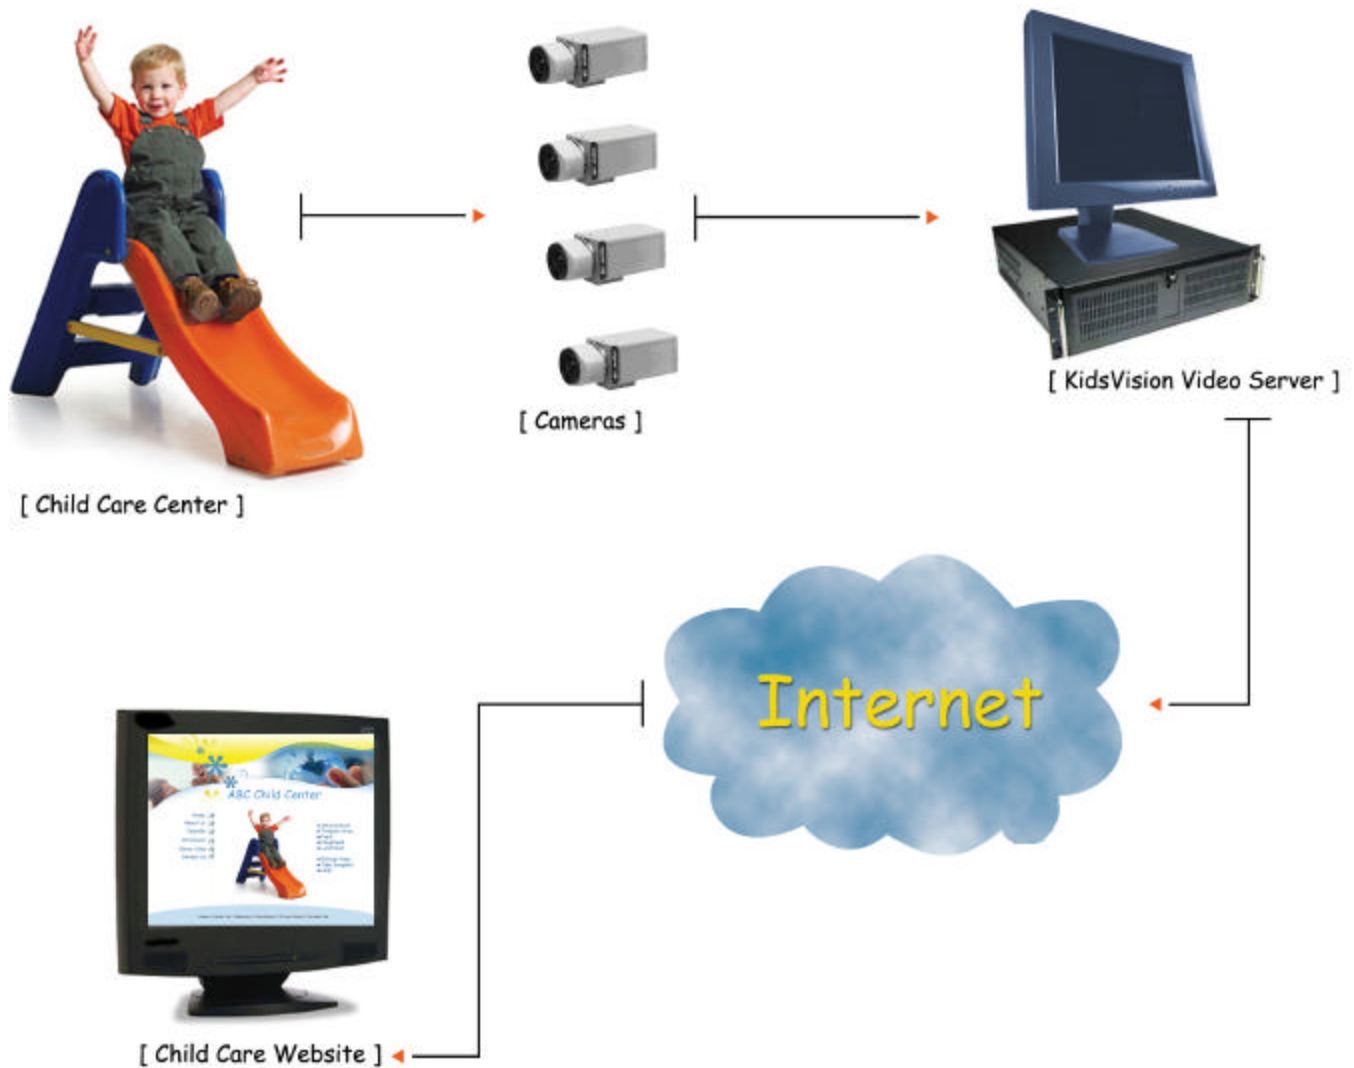 [ Cameras ]
[ KidsVision Video Server ]
[ Child Care Center ]
Internet
ABC Child Center
[ Child Care Website ]